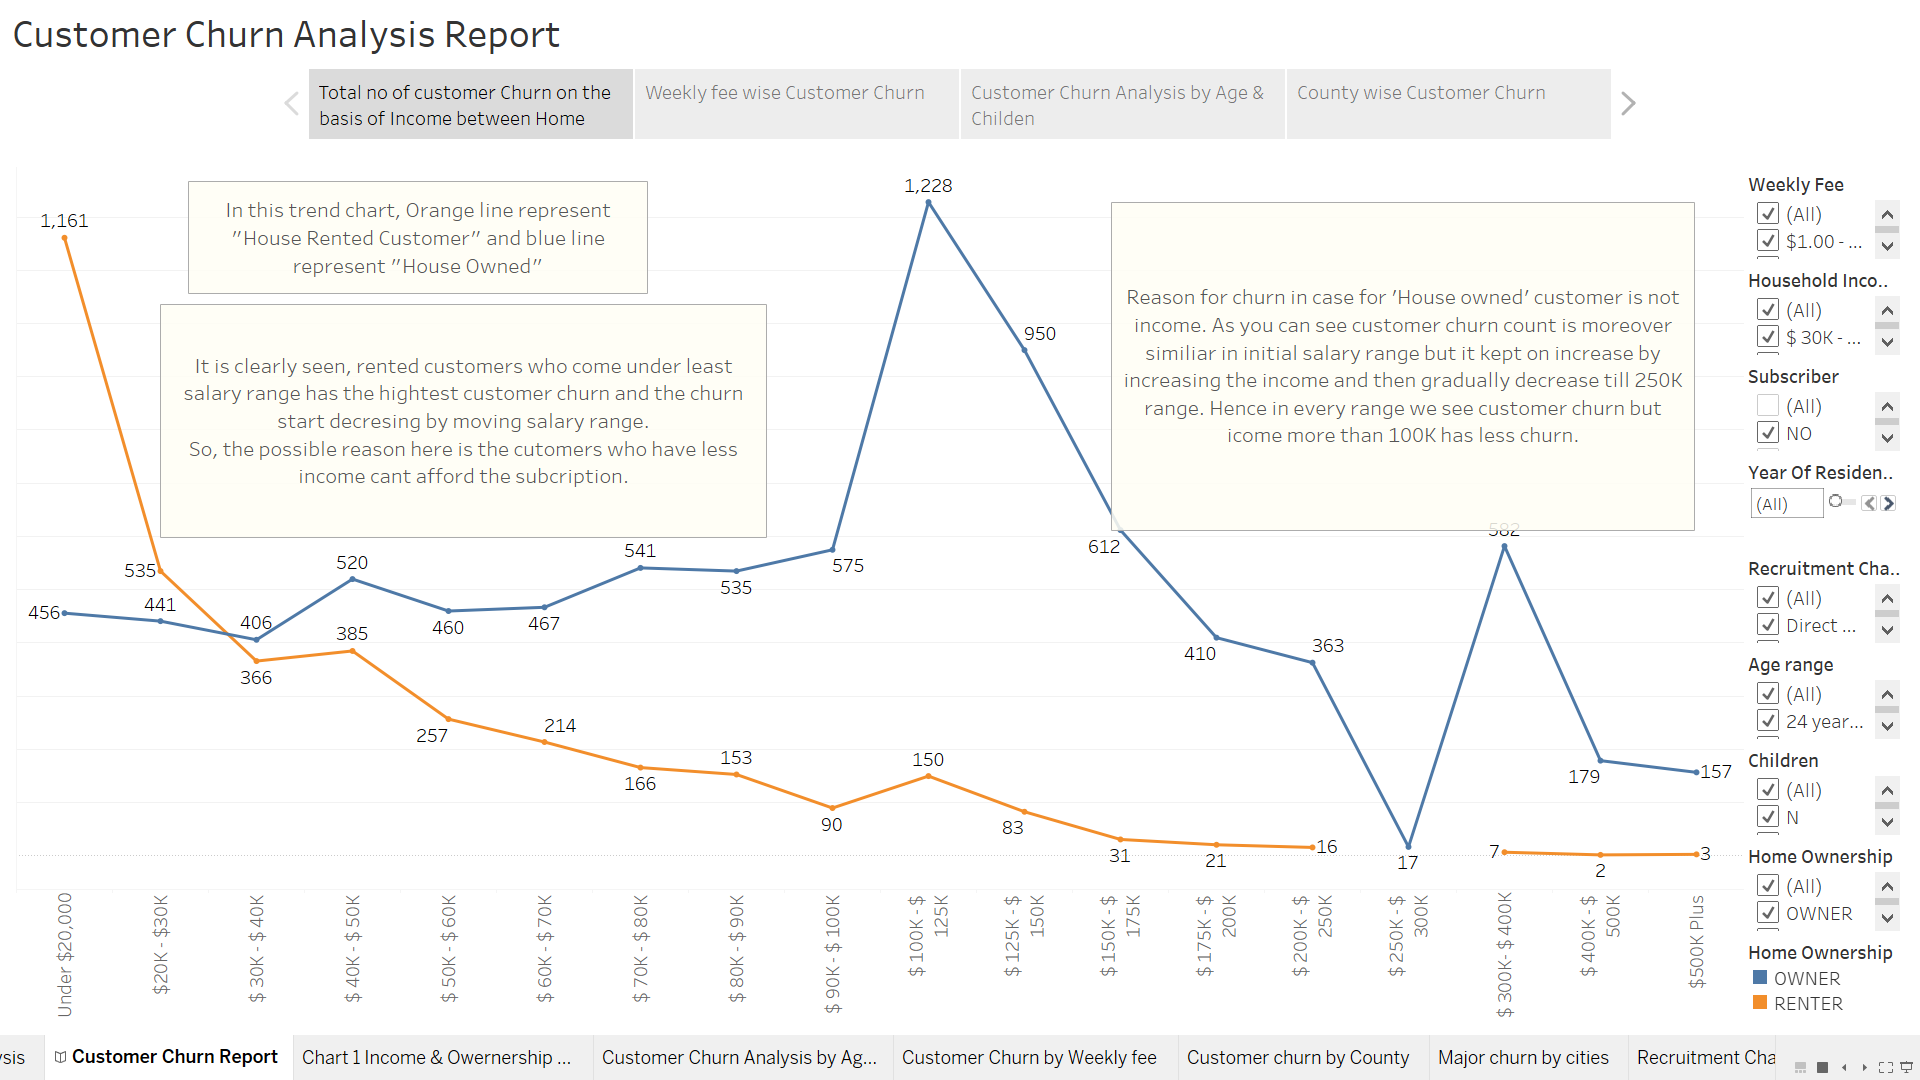 Customer Churn Analysis Report
Total no of customer Churn on the
basis of Income between Home
Weekly fee wise Customer Churn
Customer Churn Analysis by Age &
Childen
County wise Customer Churn
In this trend chart, Orange line represent
"House Rented Customer" and blue line
represent "House Owned"
It is clearly seen, rented customers who come under least
salary range has the hightest customer churn and the churn
start decresing by moving salary range.
So, the possible reason here is the cutomers who have less
income cant afford the subcription.
Reason for churn in case for 'House owned' customer is not
income. As you can see customer churn count is moreover
similiar in initial salary range but it kept on increase by
increasing the income and then gradually decrease till 250K
range. Hence in every range we see customer churn but
icome more than 100K has less churn.
1,161
535
366
385
257
214
166
153
90
150
83
31
21
16
7
2
3
456
441
406
520
460
467
541
535
575
1,228
950
612
410
363
17
582
179
157
Under $20,000
$20K - $30K
$ 30K - $ 40K
$ 40K - $ 50K
$ 50K - $ 60K
$ 60K - $ 70K
$ 70K - $ 80K
$ 80K - $ 90K
$ 90K - $ 100K
$ 100K - $
125K
$ 125K - $
150K
$ 150K - $
175K
$ 175K - $
200K
$ 200K - $
250K
$ 250K - $
300K
$ 300K- $ 400K
$ 400K - $
500K
$500K Plus
Weekly Fee
(All)
$1.00 - ...
Household Inco..
(All)
$ 30K - ...
Subscriber
(All)
NO
Year Of Residen..
(All)
Recruitment Cha..
(All)
Direct ...
Age range
(All)
24 year...
Children
(All)
N
Home Ownership
(All)
OWNER
Home Ownership
OWNER
RENTER
ysis
Customer Churn Report
Chart 1 Income & Owernership ...
Customer Churn Analysis by Ag...
Customer Churn by Weekly fee
Customer churn by County
Major churn by cities
Recruitment Cha